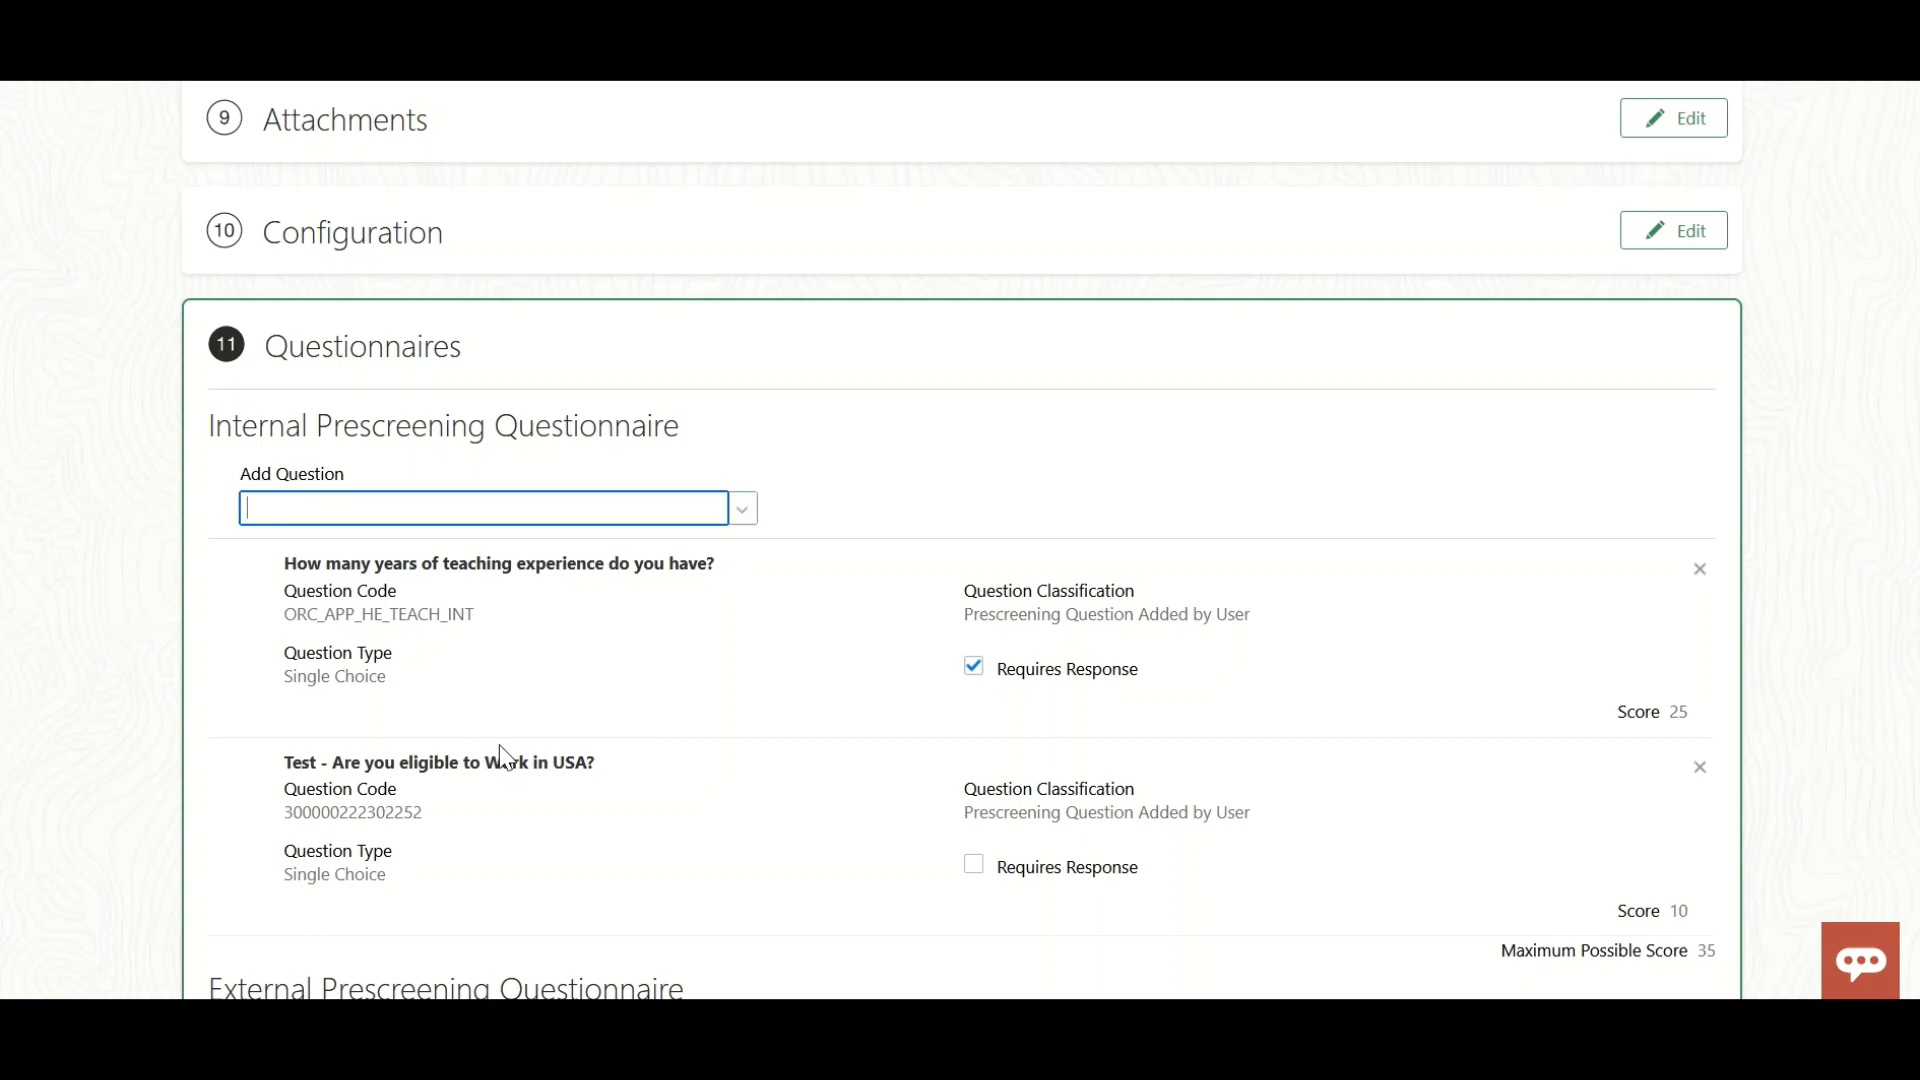 9 Attachments
Edit
10 Configuration
Edit
11 Questionnaires
Internal Prescreening Questionnaire
Add Question
How many years of teaching experience do you have?
Question Code
ORC_APP_HE_TEACH_INT
Question Classification
Prescreening Question Added by User
Question Type
Single Choice
Requires Response
Score 25
Test - Are you eligible to Work in USA?
Question Code
300000222302252
Question Classification
Prescreening Question Added by User
Question Type
Single Choice
Requires Response
Score 10
Maximum Possible Score 35
External Prescreening Questionnaire